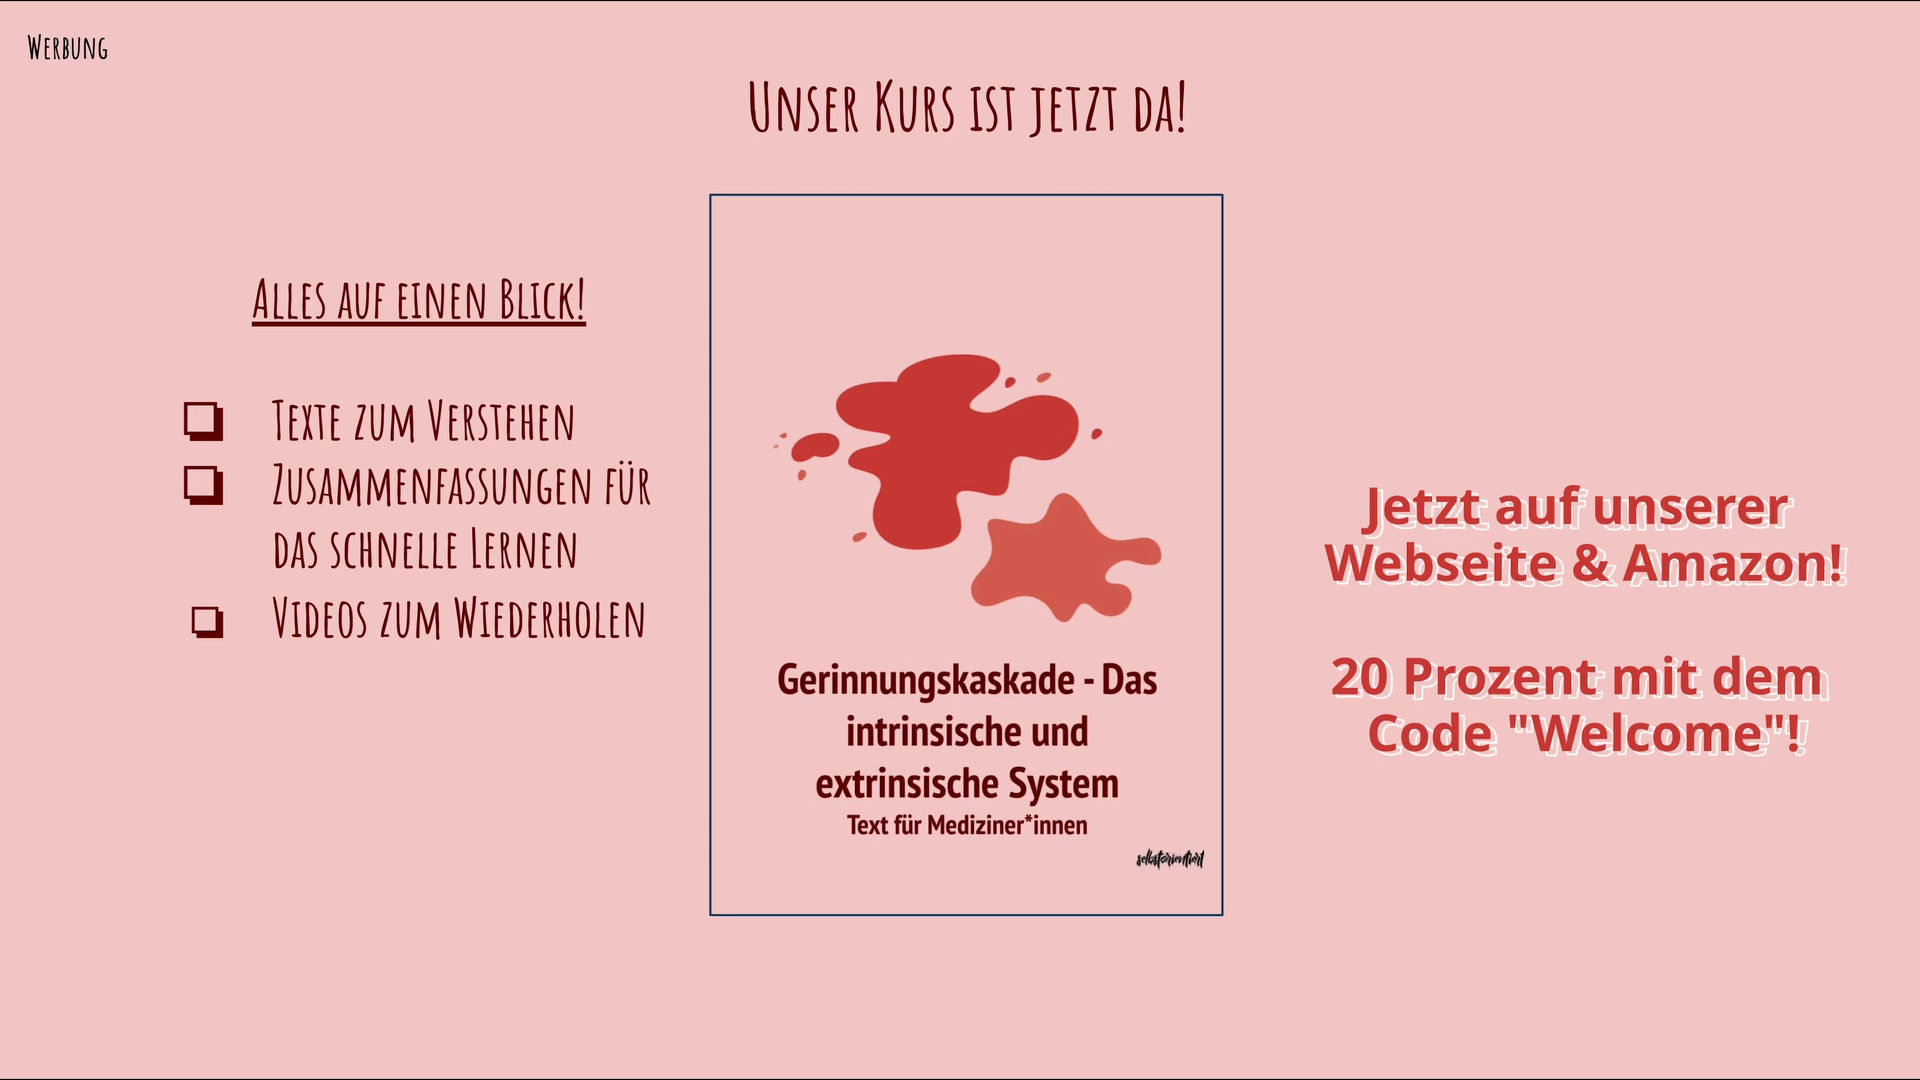 Werbung
Unser Kurs ist jetzt da!
Alles auf einen Blick!
Texte zum Verstehen
Zusammenfassungen für
das schnelle Lernen
Videos zum Wiederholen
Gerinnungskaskade - Das
intrinsische und
extrinsische System
Text für Mediziner*innen
selbstorientiert
Jetzt auf unserer
Webseite & Amazon!
20 Prozent mit dem
Code "Welcome"!